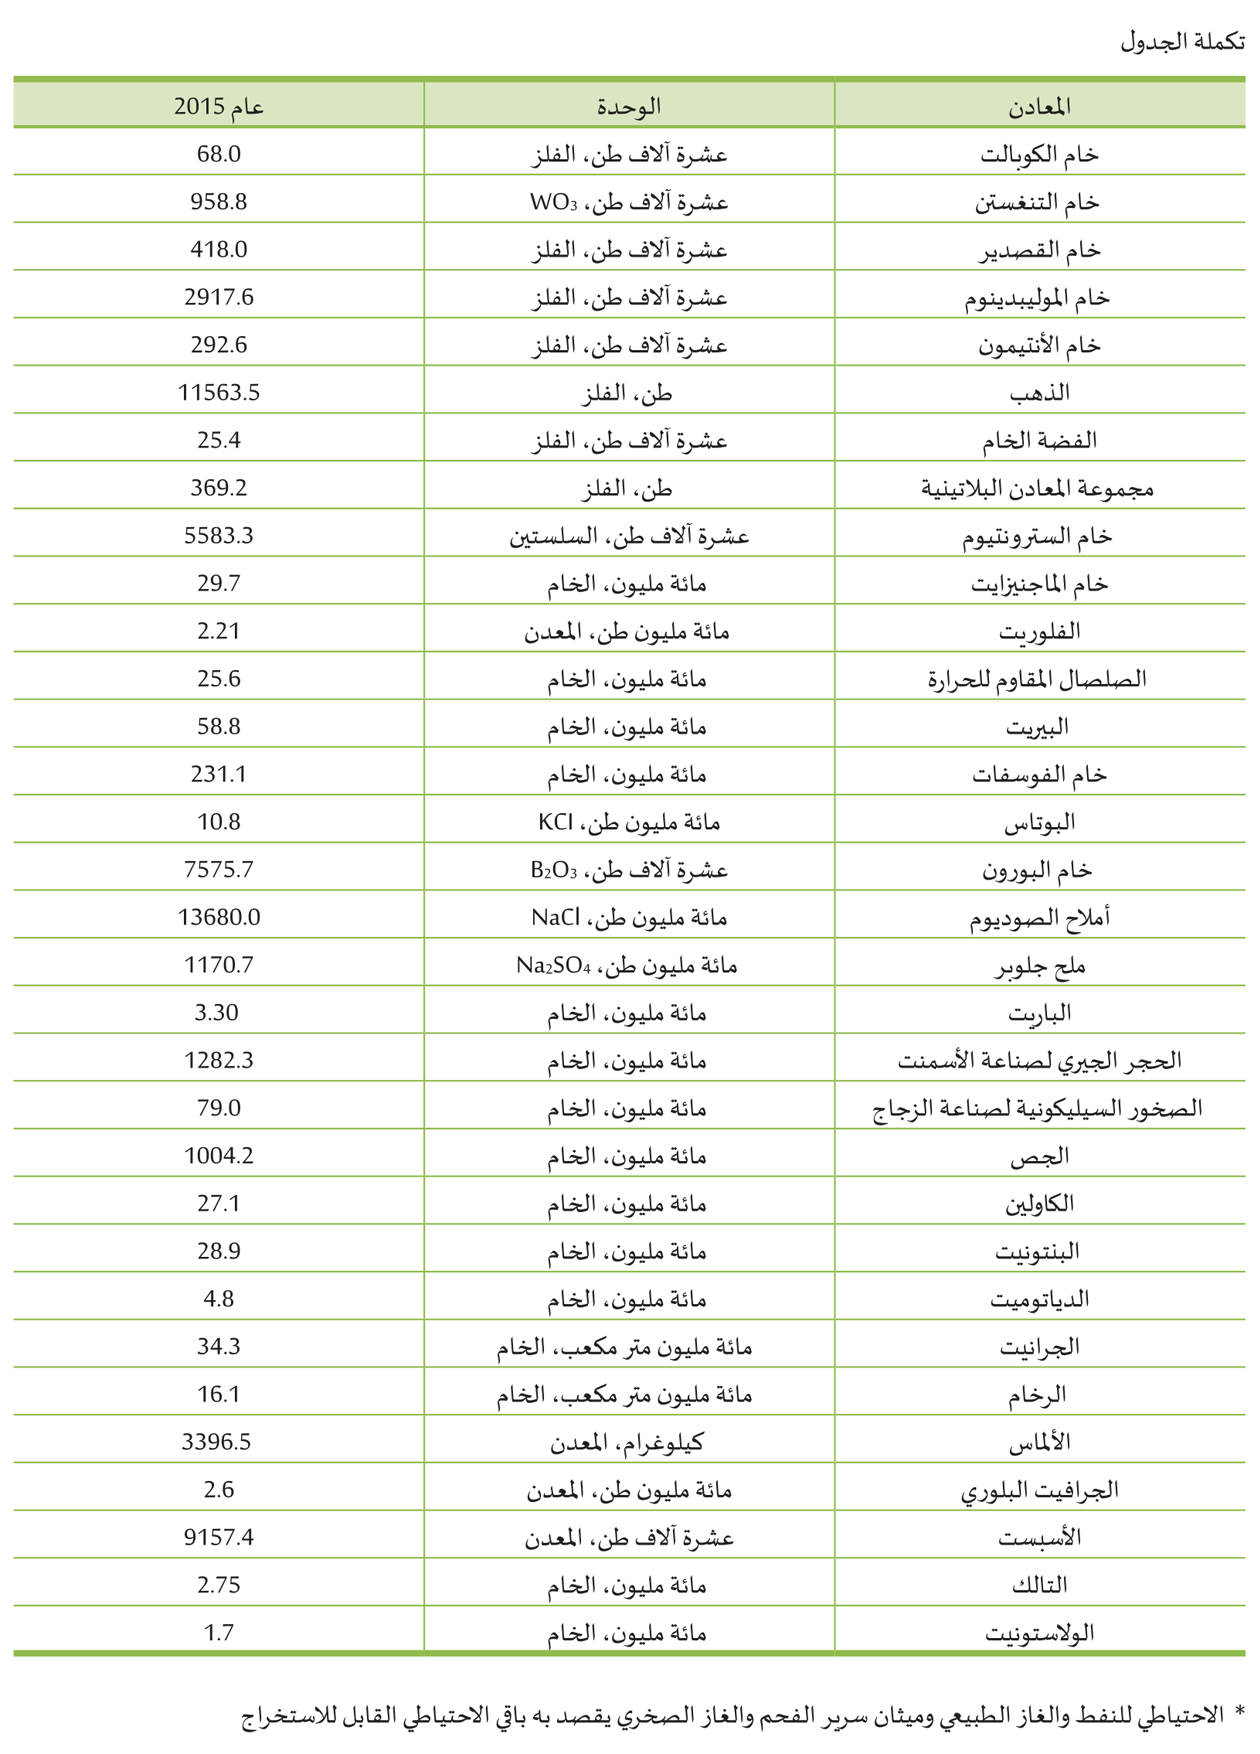 تكملة الجدول
المعادن الوحدة عام 2015
خام الكوبالت عشرة آلاف طن، الفلز 68.0
خام التنغستن عشرة آلاف طن، WO₃ 958.8
خام القصدير عشرة آلاف طن، الفلز 418.0
خام الموليبدينوم عشرة آلاف طن، الفلز 2917.6
خام الأنتيمون عشرة آلاف طن، الفلز 292.6
الذهب طن، الفلز 11563.5
الفضة الخام عشرة آلاف طن، الفلز 25.4
مجموعة المعادن البلاتينية طن، الفلز 369.2
خام السترونتيوم عشرة آلاف طن، السلستين 5583.3
خام الماجنيزايت مائة مليون، الخام 29.7
الفلوريت مائة مليون طن، المعدن 2.21
الصلصال المقاوم للحرارة مائة مليون، الخام 25.6
البيريت مائة مليون، الخام 58.8
خام الفوسفات مائة مليون، الخام 231.1
البوتاس مائة مليون طن، KCl 10.8
خام البورون عشرة آلاف طن، B₂O₃ 7575.7
أملاح الصوديوم مائة مليون طن، NaCl 13680.0
ملح جلوبر مائة مليون طن، Na₂SO₄ 1170.7
الباريت مائة مليون، الخام 3.30
الحجر الجيري لصناعة الأسمنت مائة مليون، الخام 1282.3
الصخور السيليكونية لصناعة الزجاج مائة مليون، الخام 79.0
الجص مائة مليون، الخام 1004.2
الكاولين مائة مليون، الخام 27.1
البنتونيت مائة مليون، الخام 28.9
الدياتوميت مائة مليون، الخام 4.8
الجرانيت مائة مليون متر مكعب، الخام 34.3
الرخام مائة مليون متر مكعب، الخام 16.1
الألماس كيلوغرام، المعدن 3396.5
الجرافيت البلوري مائة مليون طن، المعدن 2.6
الأسبست عشرة آلاف طن، المعدن 9157.4
التالك مائة مليون، الخام 2.75
الولاستونيت مائة مليون، الخام 1.7
* الاحتياطي للنفط والغاز الطبيعي وميثان سرير الفحم والغاز الصخري يقصد به باقي الاحتياطي القابل للاستخراج